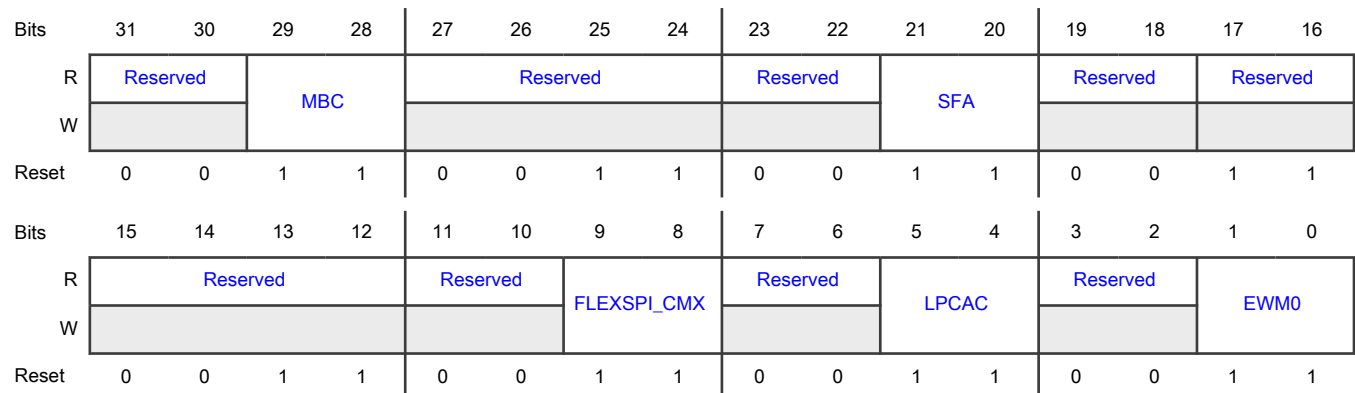 Bits 31 30 29 28 27 26 25 24 23 22 21 20 19 18 17 16
R Reserved MBC Reserved Reserved SFA Reserved Reserved
W
Reset 0 0 1 1 0 0 1 1 0 0 1 1 0 0 1 1
Bits 15 14 13 12 11 10 9 8 7 6 5 4 3 2 1 0
R Reserved Reserved FLEXSPI_CMX Reserved LPCAC Reserved EWM0
W
Reset 0 0 1 1 0 0 1 1 0 0 1 1 0 0 1 1